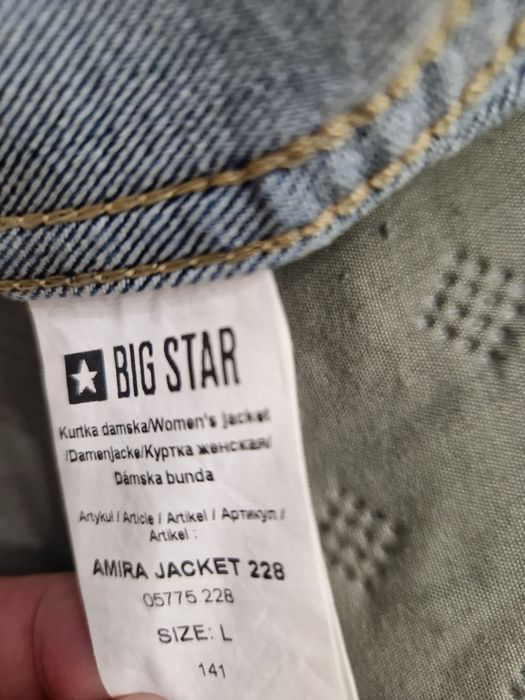 BIG STAR
Kurtka damska/Women's jacket
/Damenjacke/Куртка женская/
Dámska bunda
Artykuł / Article / Artikel / Артикул /
Artikel :
AMIRA JACKET 228
05775 228
SIZE: L
141